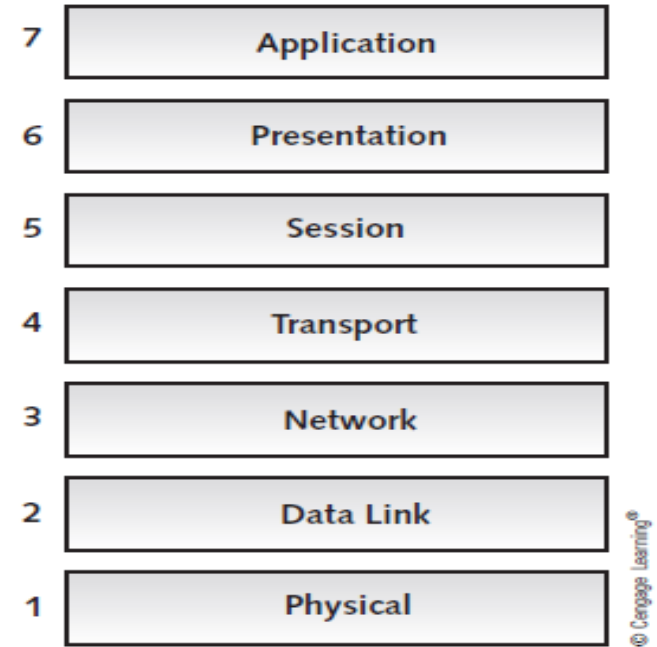 7 Application
6 Presentation
5 Session
4 Transport
3 Network
2 Data Link
1 Physical
© Cengage Learning®